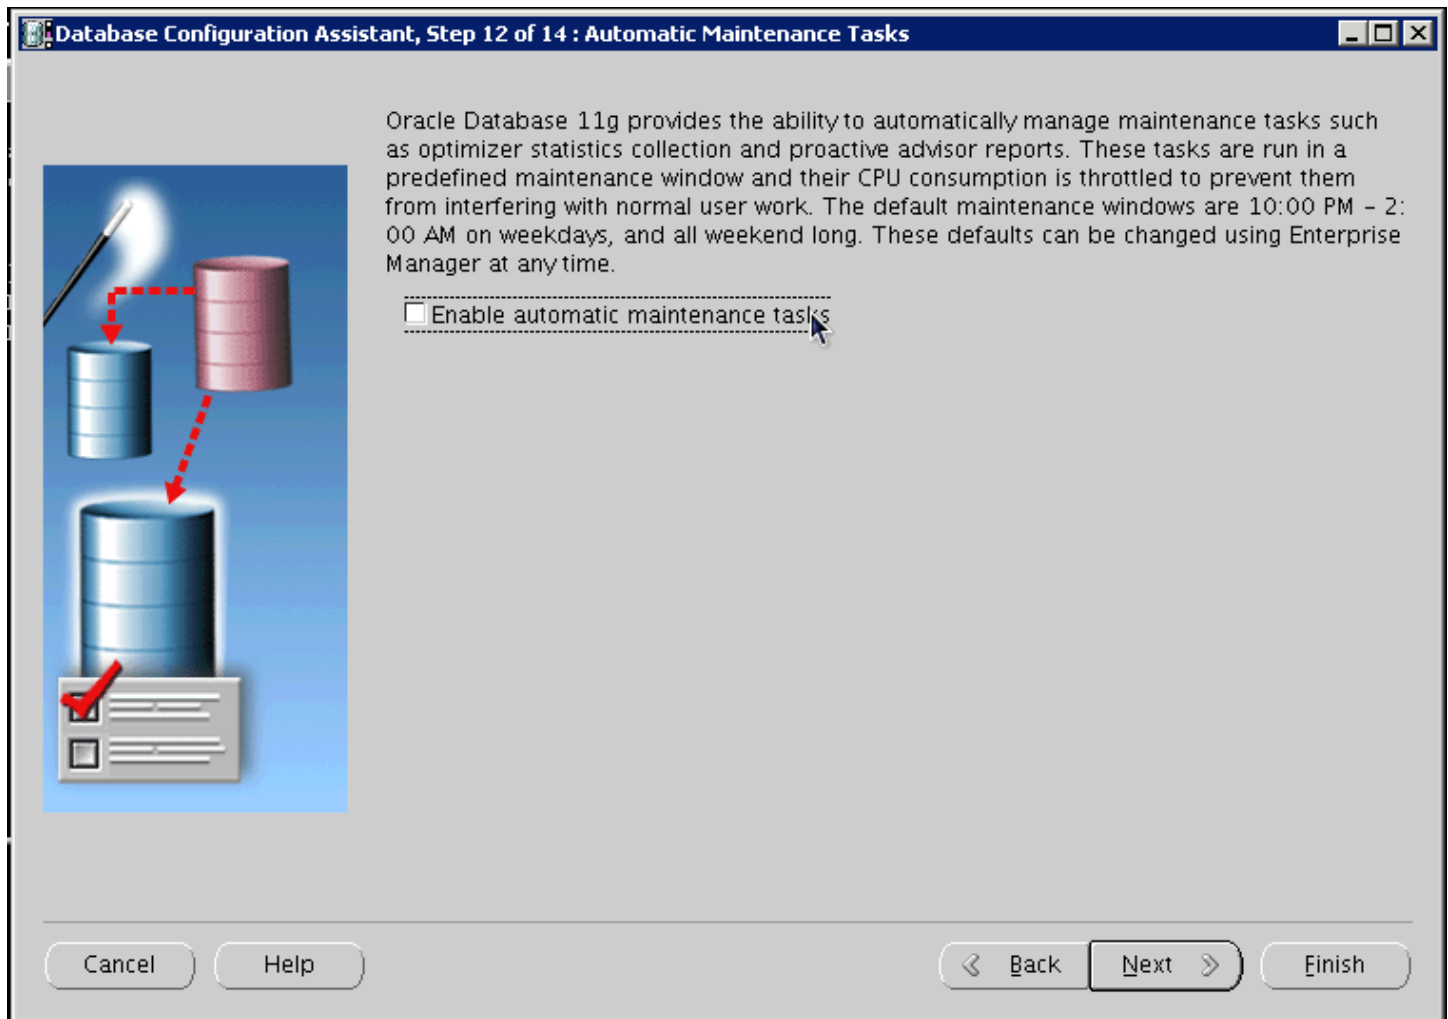 Database Configuration Assistant, Step 12 of 14 : Automatic Maintenance Tasks
Oracle Database 11g provides the ability to automatically manage maintenance tasks such
as optimizer statistics collection and proactive advisor reports. These tasks are run in a
predefined maintenance window and their CPU consumption is throttled to prevent them
from interfering with normal user work. The default maintenance windows are 10:00 PM – 2:
00 AM on weekdays, and all weekend long. These defaults can be changed using Enterprise
Manager at any time.
Enable automatic maintenance tasks
Cancel Help Back Next Finish